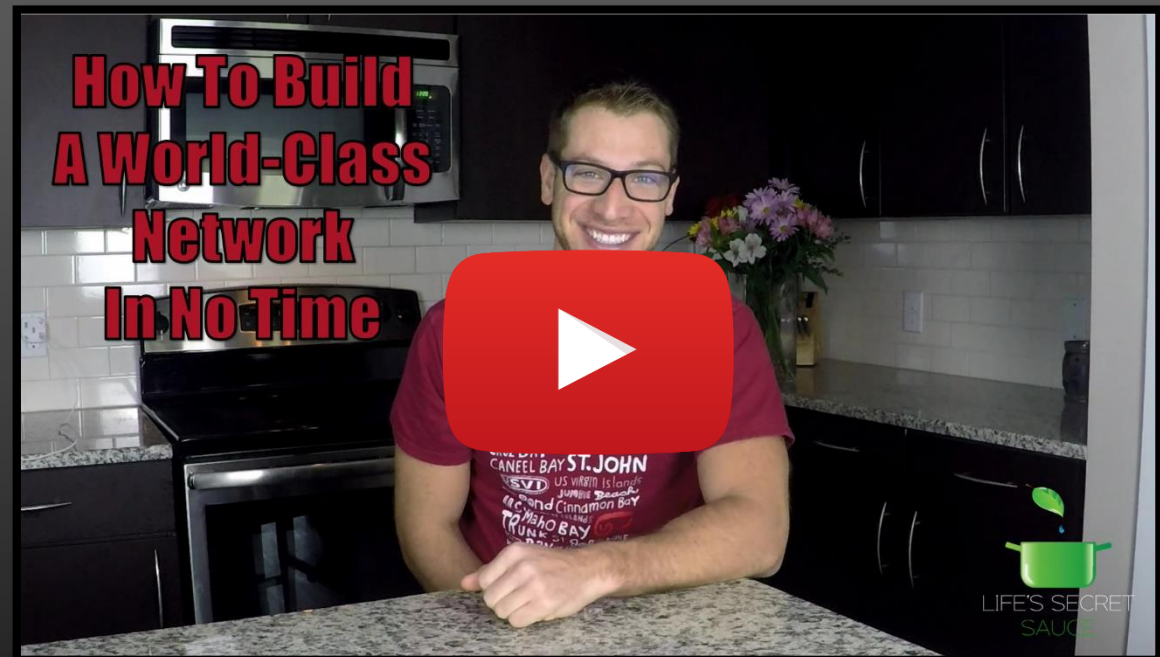 How To Build
A World-Class
Network
In No Time
CANEEL BAY ST. JOHN
USVI US VIRGIN Islands
JUMBIE Beach
Cinnamon Bay
MAHO BAY
TRUNK
LIFE'S SECRET
SAUCE